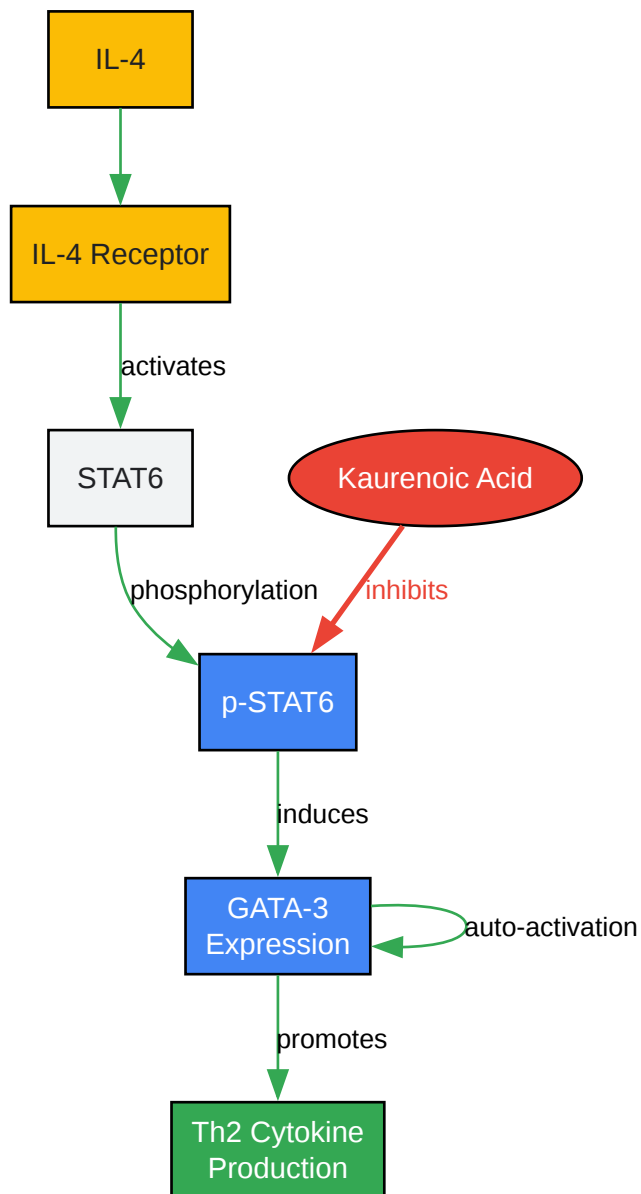 IL-4
IL-4 Receptor
activates
STAT6
Kaurenoic Acid
phosphorylation
inhibits
p-STAT6
induces
GATA-3
Expression
auto-activation
promotes
Th2 Cytokine
Production